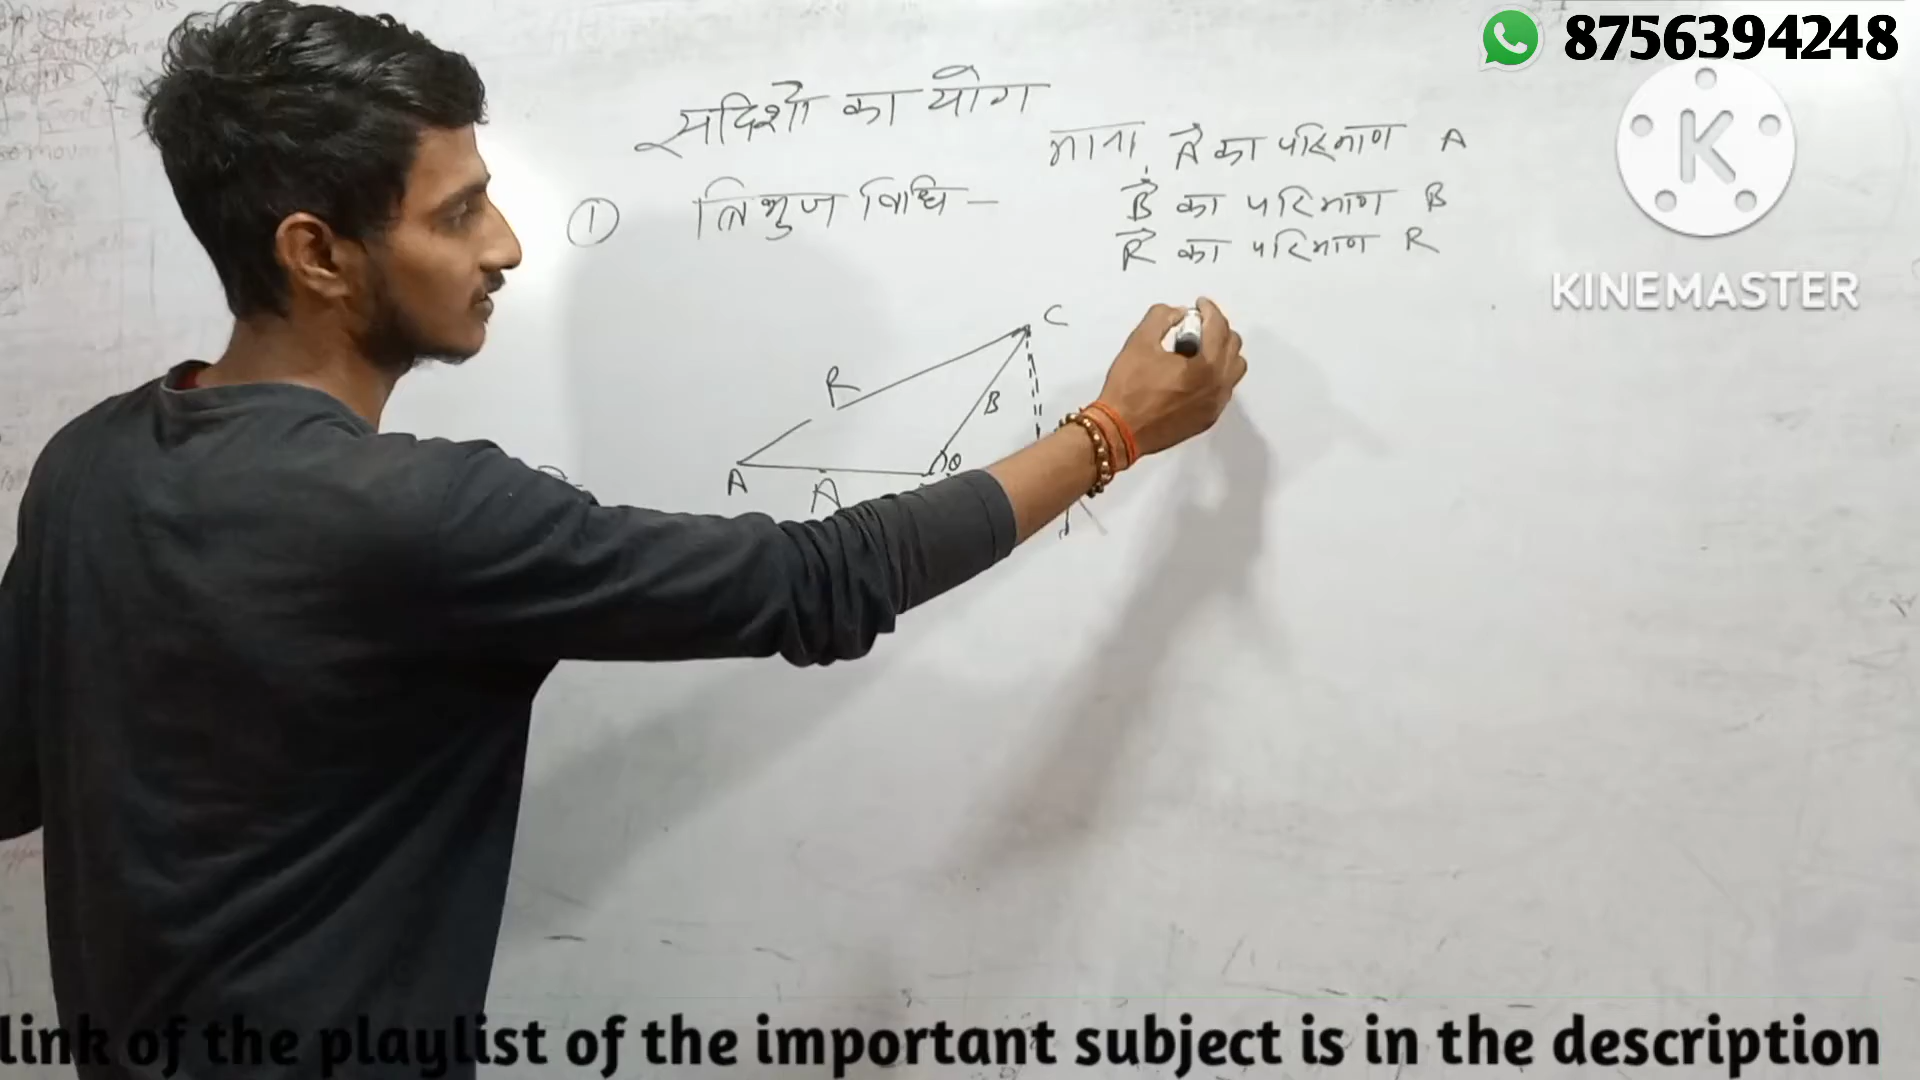 8756394248
सदिशों का योग
माना, A⃗ का परिमाण A
① त्रिभुज विधि –
B⃗ का परिमाण B
R⃗ का परिमाण R
KINEMASTER
C
R
B
θ
A
A
link of the playlist of the important subject is in the description